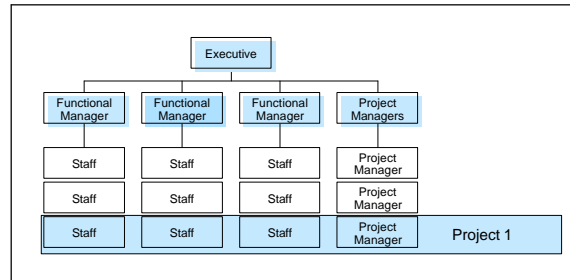 Executive
Functional
Manager
Functional
Manager
Functional
Manager
Project
Managers
Staff
Staff
Staff
Project
Manager
Staff
Staff
Staff
Project
Manager
Staff
Staff
Staff
Project
Manager
Project 1